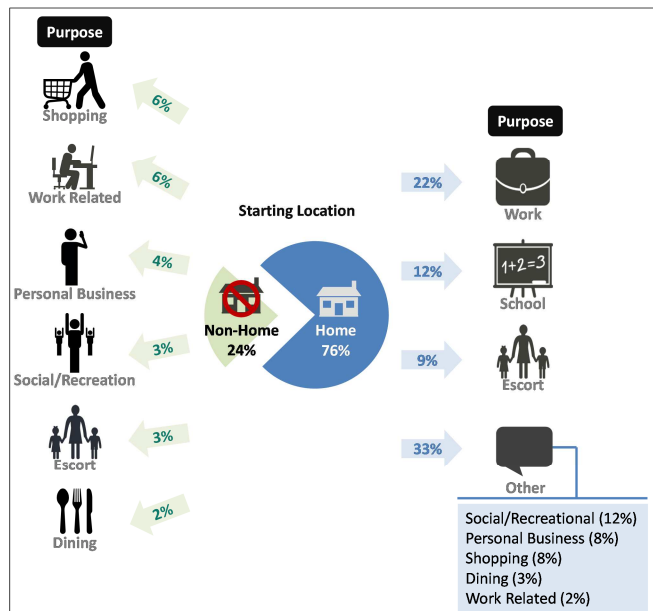 Purpose
6%
Shopping
6%
Work Related
4%
Personal Business
3%
Social/Recreation
3%
Escort
2%
Dining
Starting Location
Non-Home
24%
Home
76%
Purpose
22%
Work
12%
1+2=3
School
9%
Escort
33%
Other
Social/Recreational (12%)
Personal Business (8%)
Shopping (8%)
Dining (3%)
Work Related (2%)